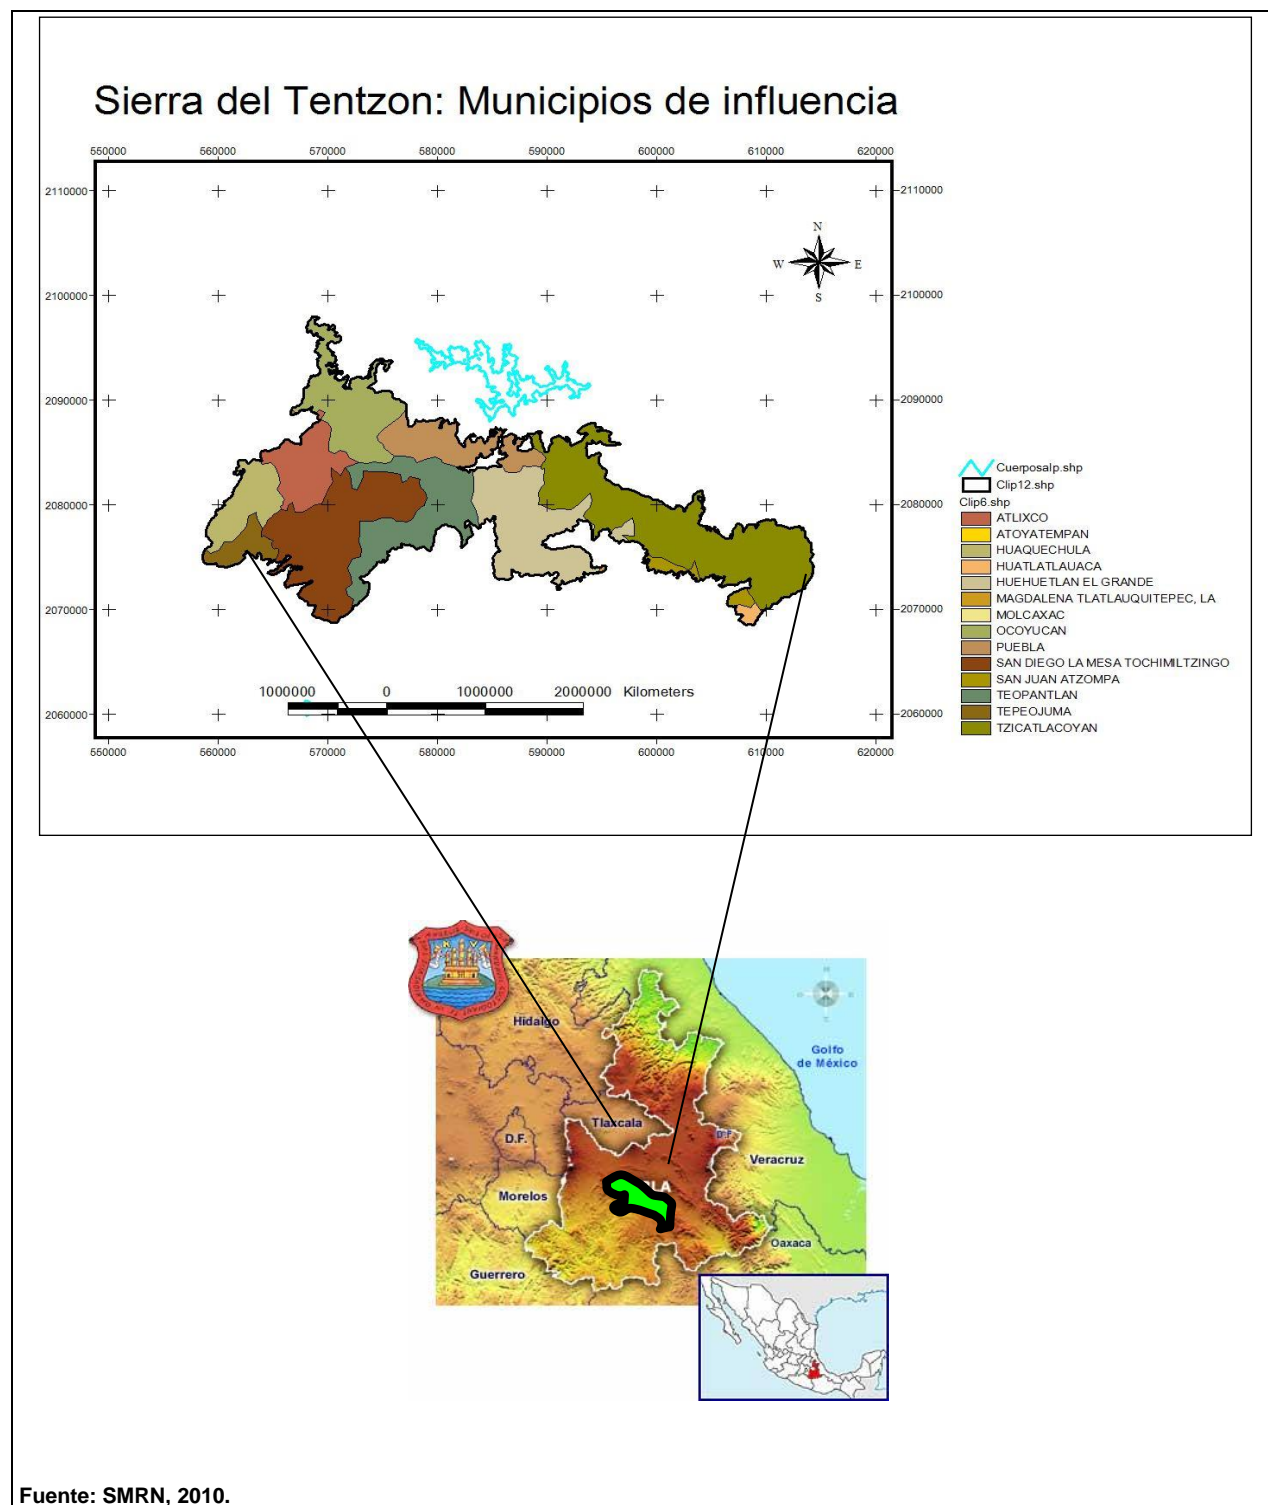 Sierra del Tentzon: Municipios de influencia
550000 560000 570000 580000 590000 600000 610000 620000
2110000 2110000
N
W E
S
2100000 2100000
2090000 2090000
2080000 2080000
2070000 2070000
2060000 2060000
1000000 0 1000000 2000000 Kilometers
550000 560000 570000 580000 590000 600000 610000 620000
Cuerposalp.shp
Clip12.shp
Clip6.shp
ATLIXCO
ATOYATEMPAN
HUAQUECHULA
HUATLATLAUACA
HUEHUETLAN EL GRANDE
MAGDALENA TLATLAUQUITEPEC, LA
MOLCAXAC
OCOYUCAN
PUEBLA
SAN DIEGO LA MESA TOCHIMILTZINGO
SAN JUAN ATZOMPA
TEOPANTLAN
TEPEOJUMA
TZICATLACOYAN
Hidalgo
Golfo
de México
Tlaxcala
D.F.
D.F.
Veracruz
Morelos
BLA
Oaxaca
Guerrero
Fuente: SMRN, 2010.